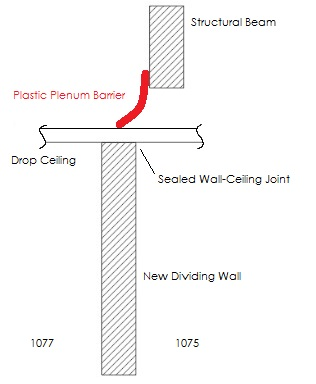 Structural Beam
Plastic Plenum Barrier
Drop Ceiling
Sealed Wall-Ceiling Joint
New Dividing Wall
1077
1075